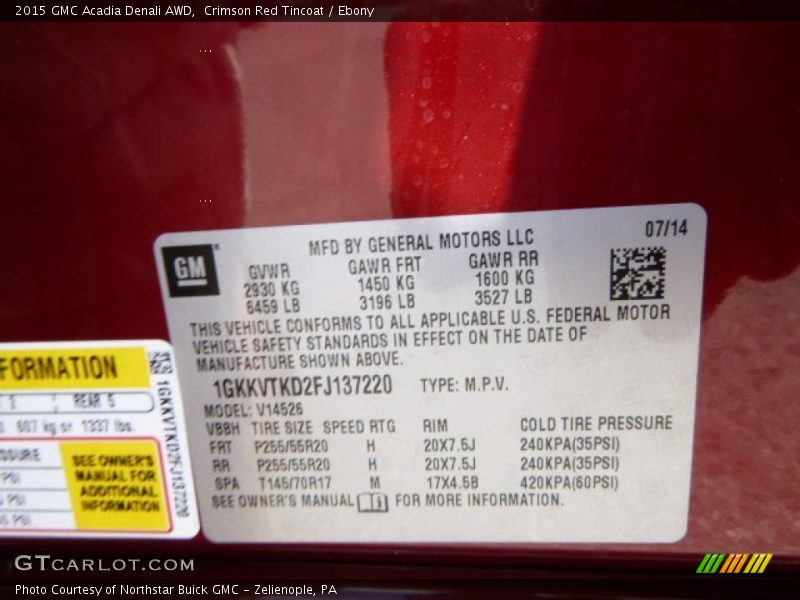 2015 GMC Acadia Denali AWD,  Crimson Red Tincoat / Ebony
07/14
MFD BY GENERAL MOTORS LLC
GM
GVWR GAWR FRT GAWR RR
2930 KG 1450 KG 1600 KG
6459 LB 3196 LB 3527 LB
THIS VEHICLE CONFORMS TO ALL APPLICABLE U.S. FEDERAL MOTOR
VEHICLE SAFETY STANDARDS IN EFFECT ON THE DATE OF
MANUFACTURE SHOWN ABOVE.
1GKKVTKD2FJ137220 TYPE: M.P.V.
MODEL: V14526
VBBH TIRE SIZE SPEED RTG RIM COLD TIRE PRESSURE
FRT P255/55R20 H 20X7.5J 240KPA(35PSI)
RR P255/55R20 H 20X7.5J 240KPA(35PSI)
SPA T145/70R17 M 17X4.5B 420KPA(60PSI)
SEE OWNER'S MANUAL FOR MORE INFORMATION.
FORMATION
2 ; REAR 5
607 kg or 1337 lbs.
SSURE
PSI
PSI
PSI
SEE OWNER'S
MANUAL FOR
ADDITIONAL
INFORMATION
1GKKVTKD2FJ137220
GTCARLOT.COM
Photo Courtesy of Northstar Buick GMC - Zelienople, PA